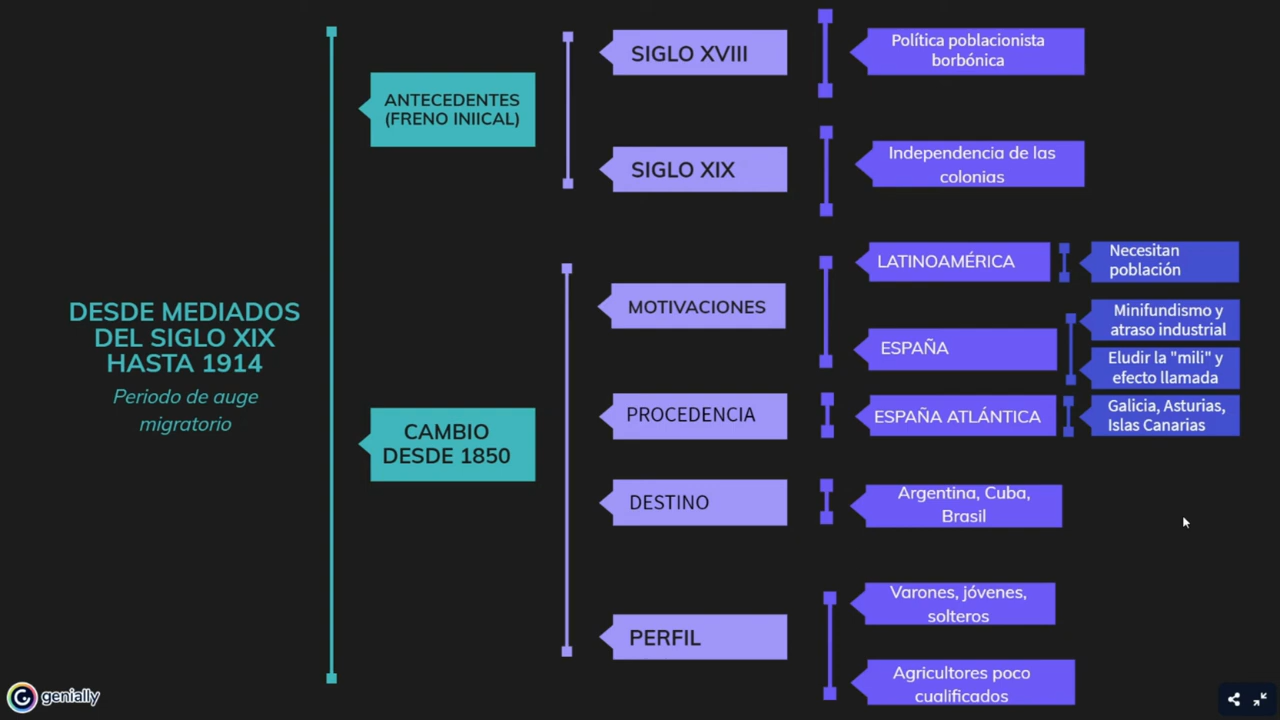 DESDE MEDIADOS
DEL SIGLO XIX
HASTA 1914
Periodo de auge
migratorio
ANTECEDENTES
(FRENO INIICAL)
SIGLO XVIII
Política poblacionista
borbónica
SIGLO XIX
Independencia de las
colonias
CAMBIO
DESDE 1850
MOTIVACIONES
LATINOAMÉRICA
Necesitan
población
ESPAÑA
Minifundismo y
atraso industrial
Eludir la "mili" y
efecto llamada
PROCEDENCIA
ESPAÑA ATLÁNTICA
Galicia, Asturias,
Islas Canarias
DESTINO
Argentina, Cuba,
Brasil
PERFIL
Varones, jóvenes,
solteros
Agricultores poco
cualificados
genially